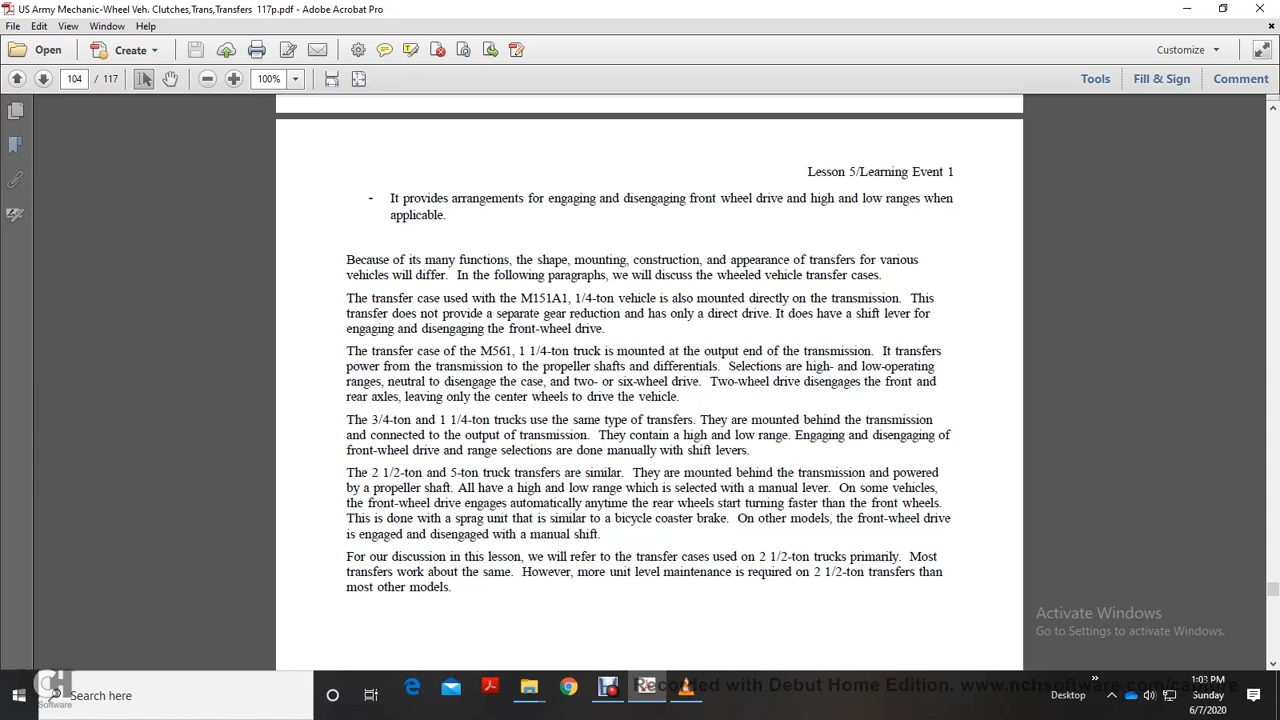 US Army Mechanic-Wheel Veh. Clutches,Trans,Transfers 117p.pdf - Adobe Acrobat Pro
File Edit View Window Help
Open Create Customize
104 / 117 100% Tools Fill & Sign Comment
Lesson 5/Learning Event 1
- It provides arrangements for engaging and disengaging front wheel drive and high and low ranges when
applicable.
Because of its many functions, the shape, mounting, construction, and appearance of transfers for various
vehicles will differ. In the following paragraphs, we will discuss the wheeled vehicle transfer cases.
The transfer case used with the M151A1, 1/4-ton vehicle is also mounted directly on the transmission. This
transfer does not provide a separate gear reduction and has only a direct drive. It does have a shift lever for
engaging and disengaging the front-wheel drive.
The transfer case of the M561, 1 1/4-ton truck is mounted at the output end of the transmission. It transfers
power from the transmission to the propeller shafts and differentials. Selections are high- and low-operating
ranges, neutral to disengage the case, and two- or six-wheel drive. Two-wheel drive disengages the front and
rear axles, leaving only the center wheels to drive the vehicle.
The 3/4-ton and 1 1/4-ton trucks use the same type of transfers. They are mounted behind the transmission
and connected to the output of transmission. They contain a high and low range. Engaging and disengaging of
front-wheel drive and range selections are done manually with shift levers.
The 2 1/2-ton and 5-ton truck transfers are similar. They are mounted behind the transmission and powered
by a propeller shaft. All have a high and low range which is selected with a manual lever. On some vehicles,
the front-wheel drive engages automatically anytime the rear wheels start turning faster than the front wheels.
This is done with a sprag unit that is similar to a bicycle coaster brake. On other models, the front-wheel drive
is engaged and disengaged with a manual shift.
For our discussion in this lesson, we will refer to the transfer cases used on 2 1/2-ton trucks primarily. Most
transfers work about the same. However, more unit level maintenance is required on 2 1/2-ton transfers than
most other models.
Activate Windows
Go to Settings to activate Windows.
Recorded with Debut Home Edition. www.nchsoftware.com/capture
CH
Software
Search here
Desktop
1:03 PM
Sunday
6/7/2020